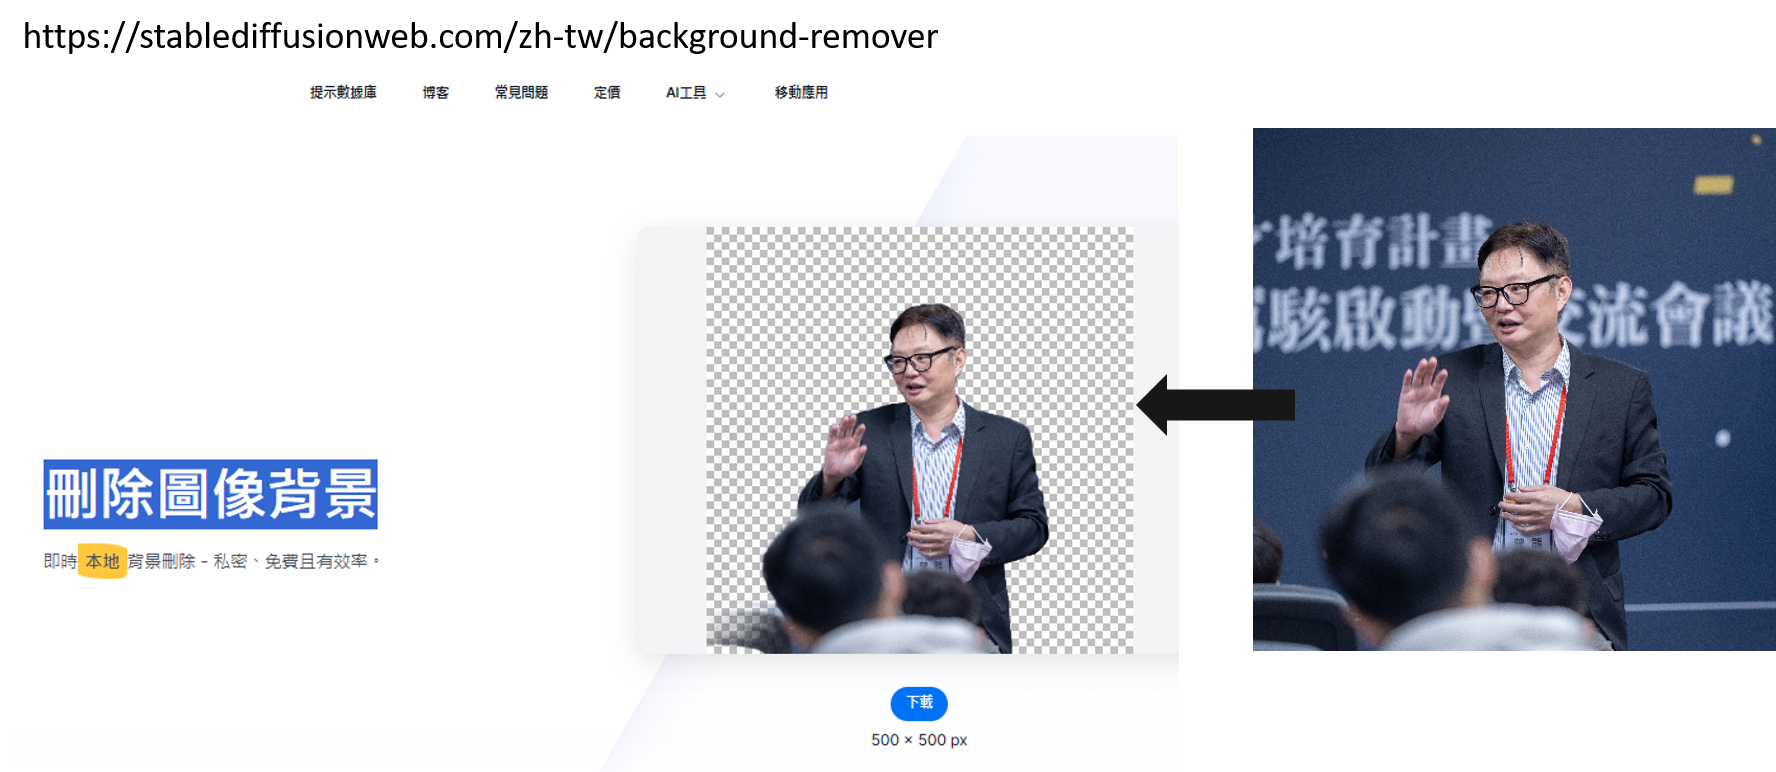 https://stablediffusionweb.com/zh-tw/background-remover
提示數據庫 博客 常見問題 定價 AI工具 移動應用
培育計畫
駭啟動暨交流會議
刪除圖像背景
即時 本地 背景刪除 - 私密、免費且有效率。
下載
500 × 500 px